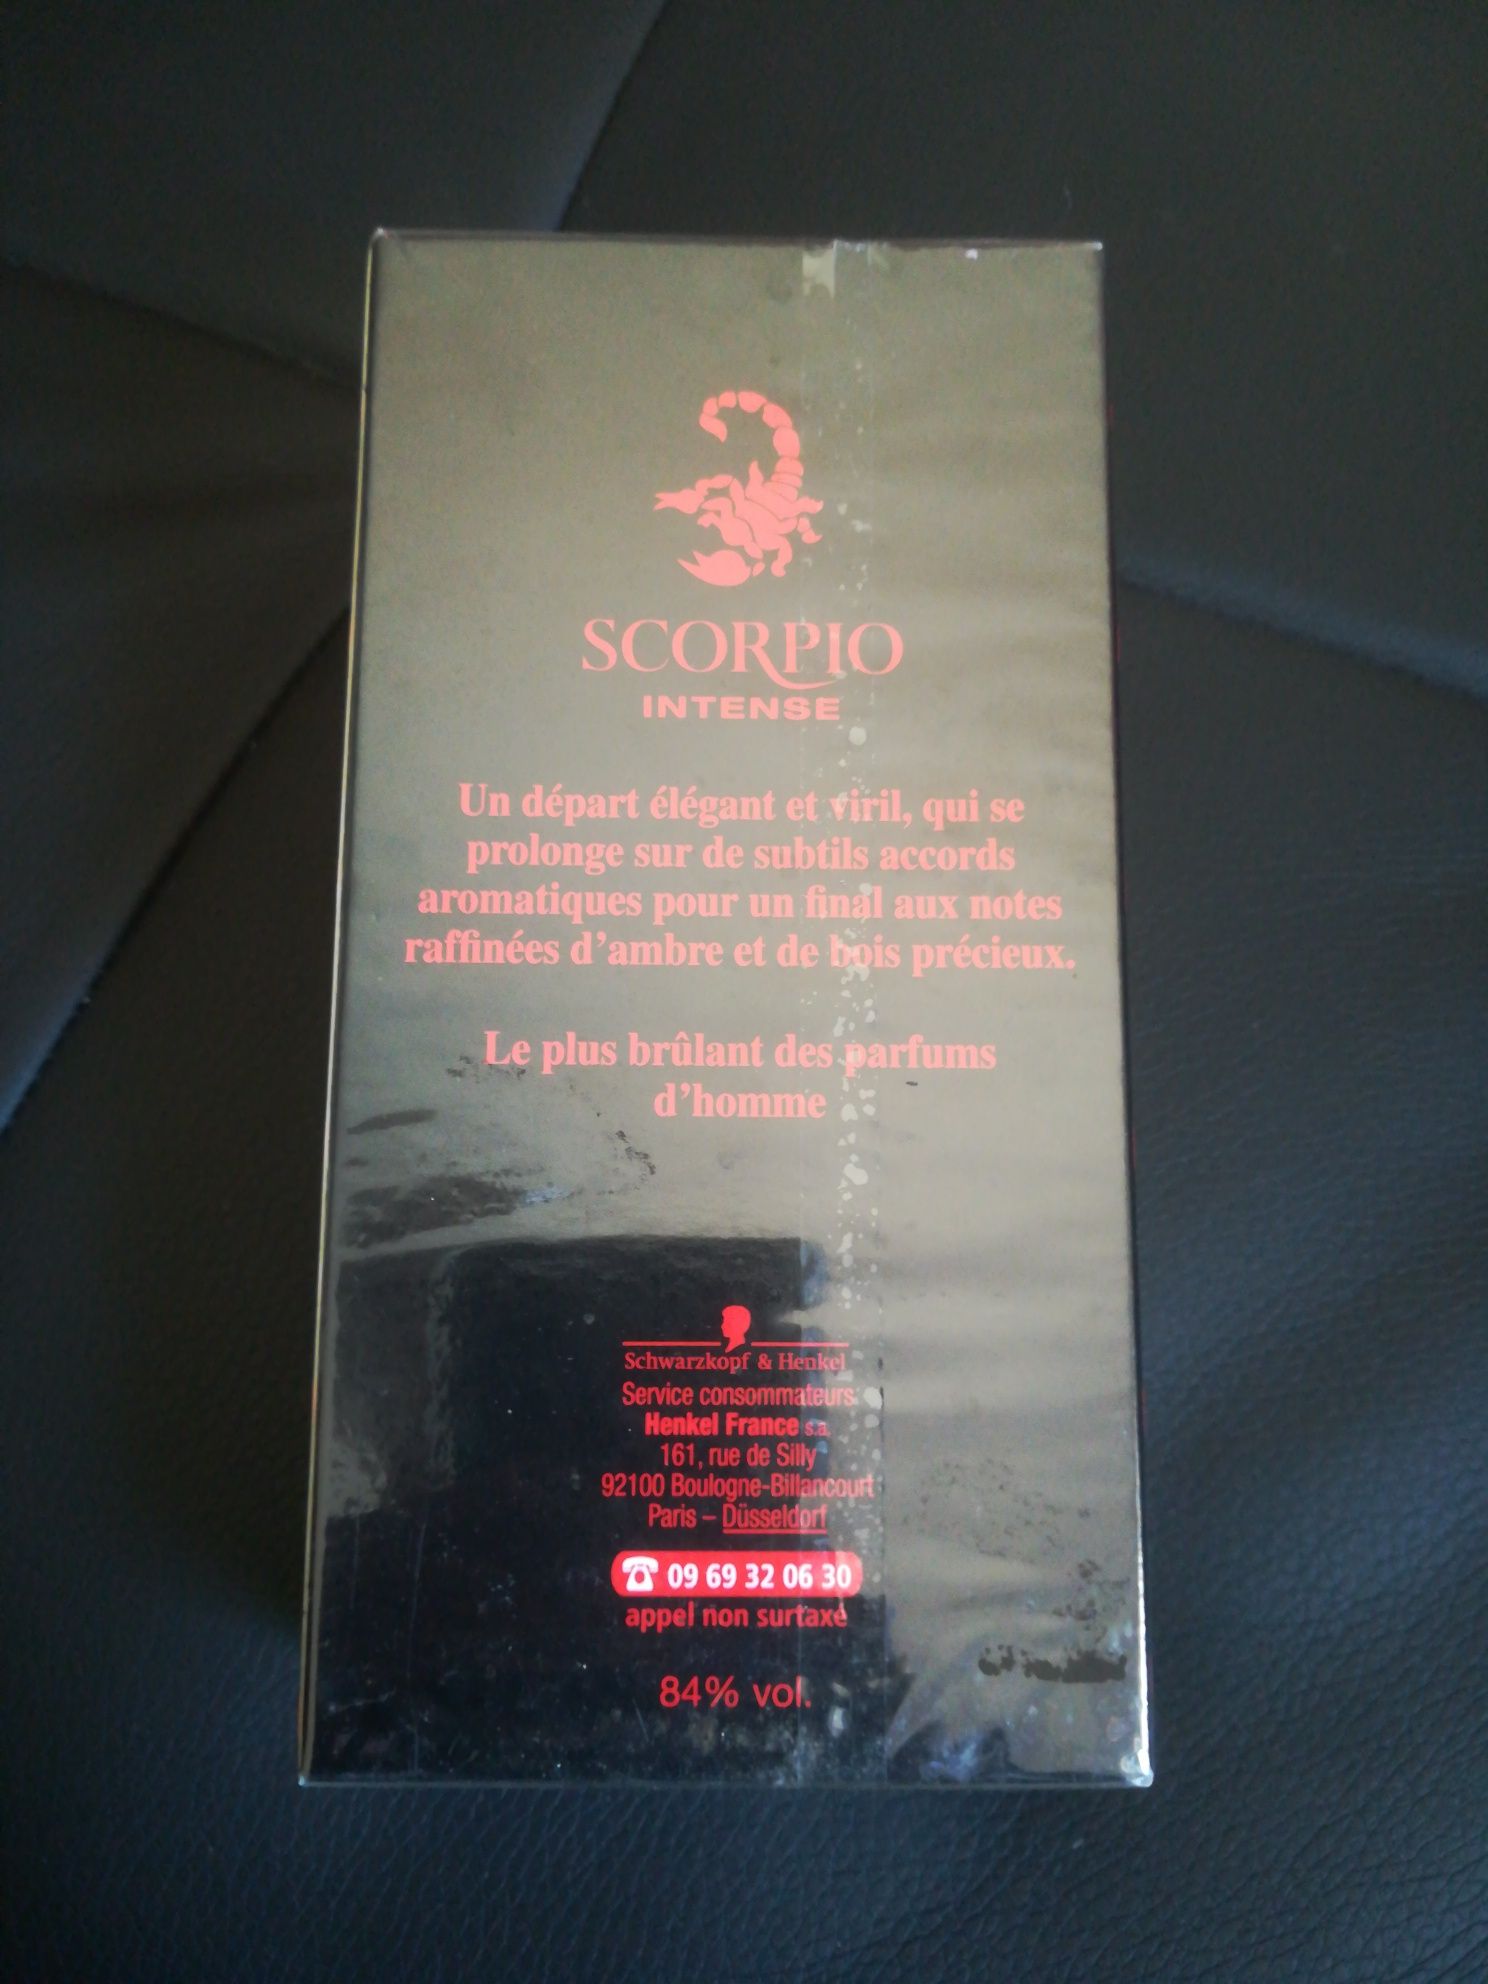 SCORPIO
INTENSE
Un départ élégant et viril, qui se
prolonge sur de subtils accords
aromatiques pour un final aux notes
raffinées d’ambre et de bois précieux.
Le plus brûlant des parfums
d’homme
Schwarzkopf & Henkel
Service consommateurs
Henkel France s.a.
161, rue de Silly
92100 Boulogne-Billancourt
Paris – Düsseldorf
09 69 32 06 30
appel non surtaxé
84% vol.